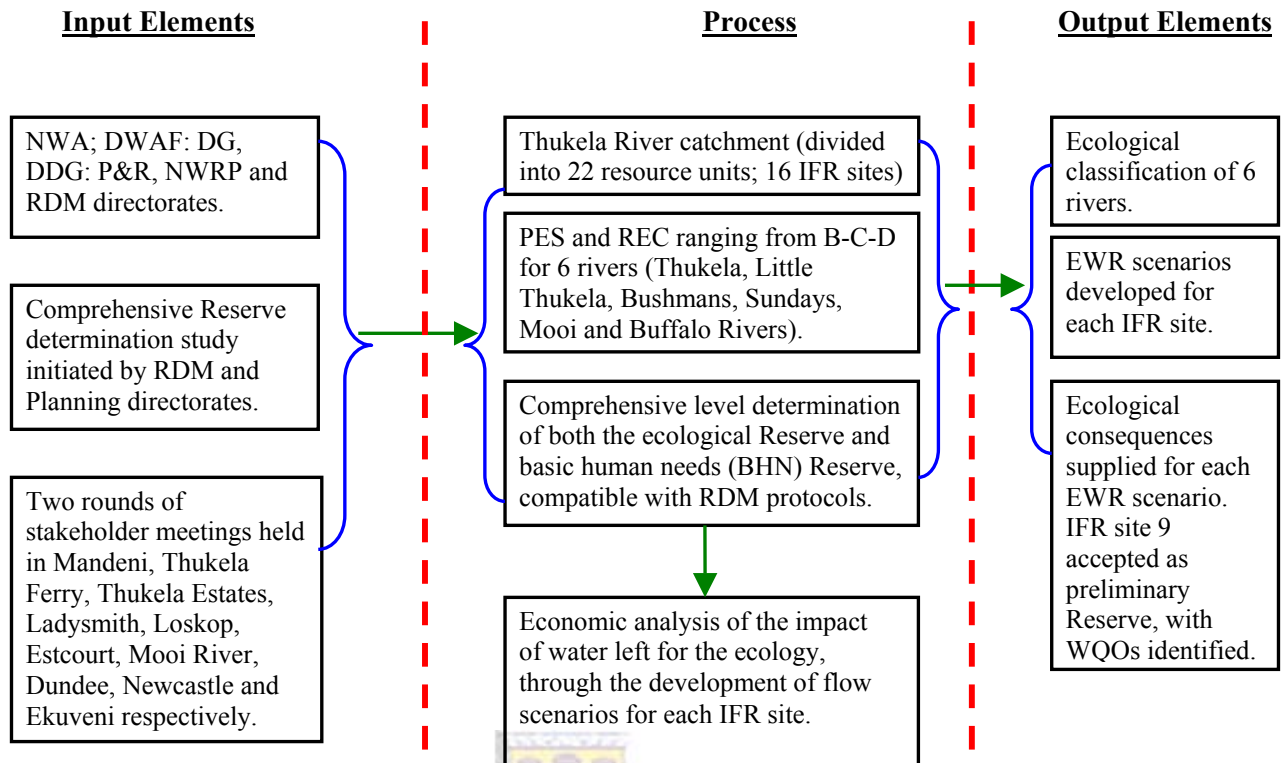 Input Elements
Process
Output Elements
NWA; DWAF: DG,
DDG: P&R, NWRP and
RDM directorates.
Comprehensive Reserve
determination study
initiated by RDM and
Planning directorates.
Two rounds of
stakeholder meetings held
in Mandeni, Thukela
Ferry, Thukela Estates,
Ladysmith, Loskop,
Estcourt, Mooi River,
Dundee, Newcastle and
Ekuveni respectively.
Thukela River catchment (divided
into 22 resource units; 16 IFR sites)
PES and REC ranging from B-C-D
for 6 rivers (Thukela, Little
Thukela, Bushmans, Sundays,
Mooi and Buffalo Rivers).
Comprehensive level determination
of both the ecological Reserve and
basic human needs (BHN) Reserve,
compatible with RDM protocols.
Economic analysis of the impact
of water left for the ecology,
through the development of flow
scenarios for each IFR site.
Ecological
classification of 6
rivers.
EWR scenarios
developed for
each IFR site.
Ecological
consequences
supplied for each
EWR scenario.
IFR site 9
accepted as
preliminary
Reserve, with
WQOs identified.